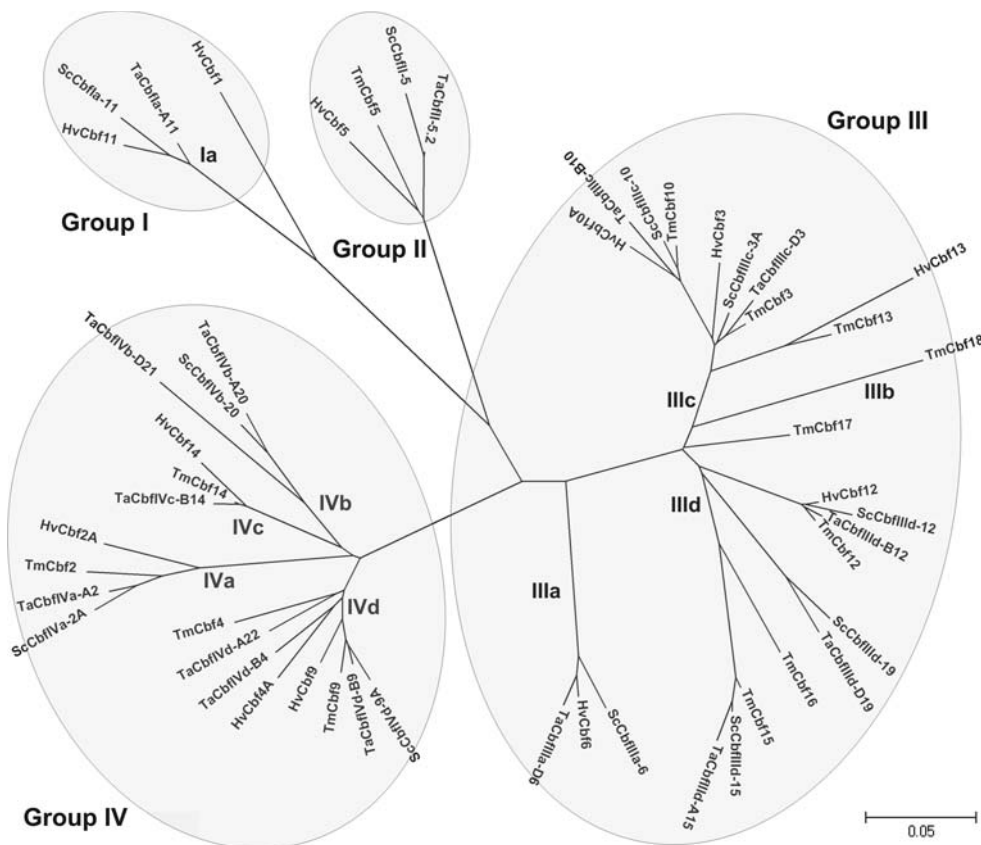 HvCbf1
TaCbfIa-A11
ScCbfIa-11
HvCbf11
Ia
Group I
ScCbfII-5
TaCbfII-5.2
TmCbf5
HvCbf5
Group II
Group III
TaCbfIIIc-B10
ScCbfIIIc-10
TmCbf10
HvCbf10A
HvCbf3
ScCbfIIIc-3A
TaCbfIIIc-D3
TmCbf3
HvCbf13
TmCbf13
TmCbf18
IIIc
IIIb
TmCbf17
IIId
HvCbf12
ScCbfIIId-12
TaCbfIIId-B12
TmCbf12
IIIa
ScCbfIIId-19
TaCbfIIId-D19
TmCbf16
TmCbf15
ScCbfIIId-15
TaCbfIIId-A15
ScCbfIIIa-6
HvCbf6
TaCbfIIIa-D6
TaCbfIVb-D21
TaCbfIVb-A20
ScCbfIVb-20
HvCbf14
TmCbf14
TaCbfIVc-B14
IVb
IVc
HvCbf2A
TmCbf2
IVa
TaCbfIVa-A2
ScCbfIVa-2A
IVd
TmCbf4
TaCbfIVd-A22
TaCbfIVd-B4
HvCbf4A
HvCbf9
TmCbf9
TaCbfIVd-B9
ScCbfIVd-9A
Group IV
0.05